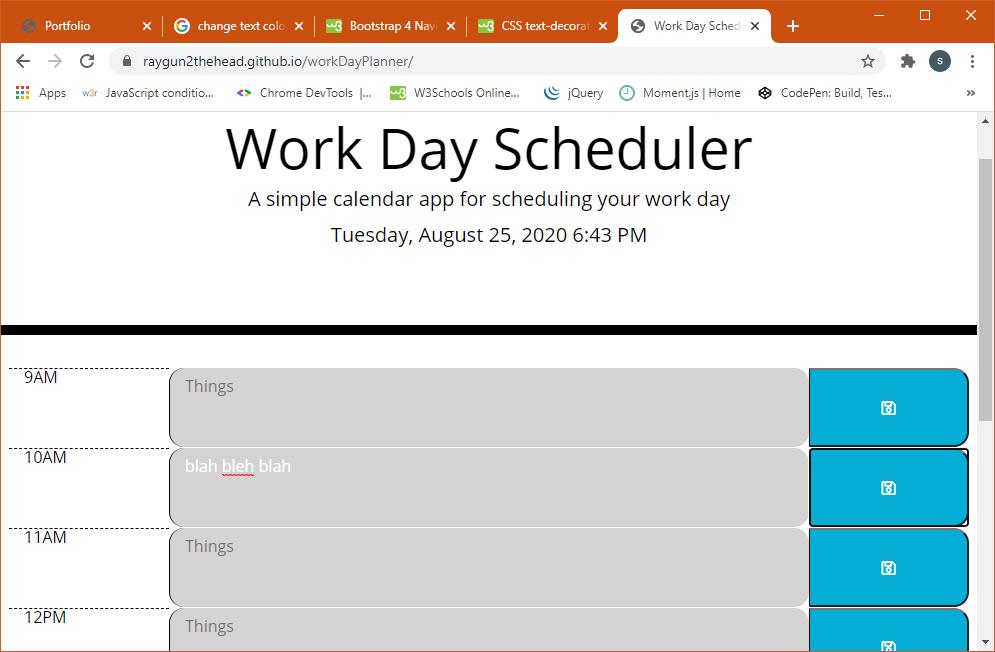 Portfolio
change text colo
Bootstrap 4 Nav
CSS text-decorat
Work Day Sched
raygun2thehead.github.io/workDayPlanner/
S
Apps
w3r JavaScript conditio...
Chrome DevTools |...
W3Schools Online...
jQuery
Moment.js | Home
CodePen: Build, Tes...
»
Work Day Scheduler
A simple calendar app for scheduling your work day
Tuesday, August 25, 2020 6:43 PM
9AM
Things
10AM
blah bleh blah
11AM
Things
12PM
Things